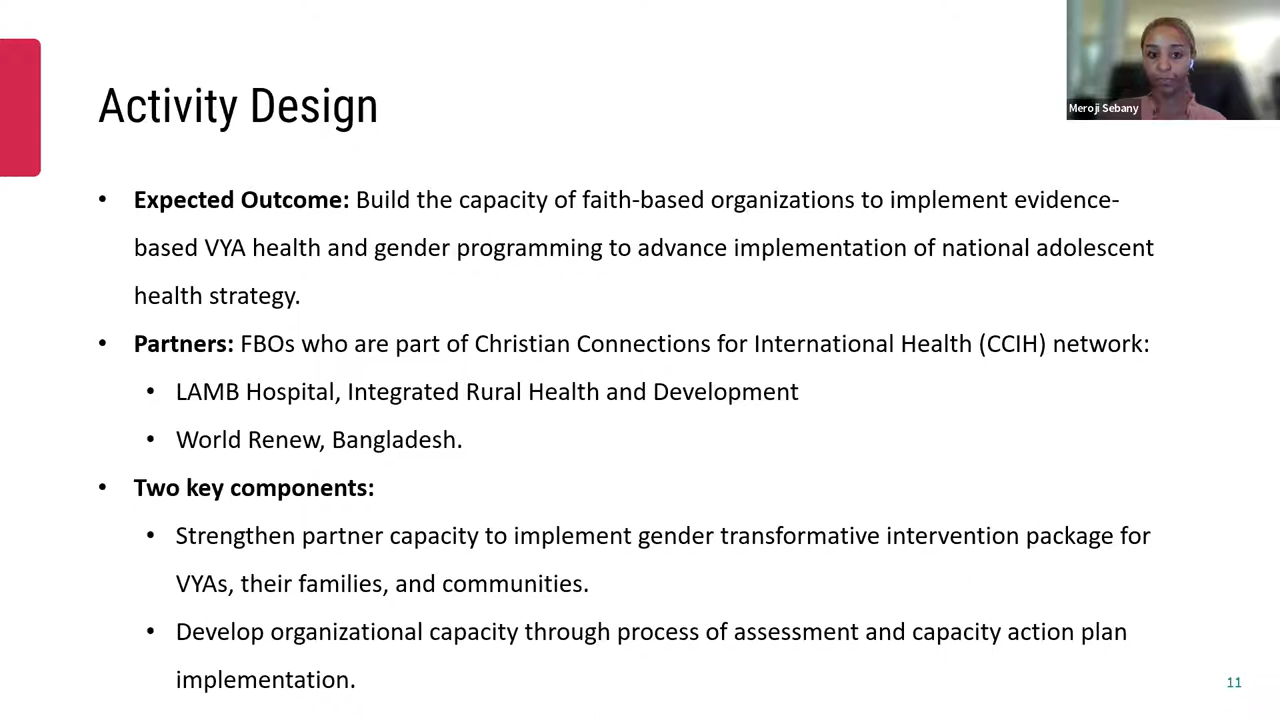 Meroji Sebany
Activity Design
• Expected Outcome: Build the capacity of faith-based organizations to implement evidence-
based VYA health and gender programming to advance implementation of national adolescent
health strategy.
• Partners: FBOs who are part of Christian Connections for International Health (CCIH) network:
• LAMB Hospital, Integrated Rural Health and Development
• World Renew, Bangladesh.
• Two key components:
• Strengthen partner capacity to implement gender transformative intervention package for
VYAs, their families, and communities.
• Develop organizational capacity through process of assessment and capacity action plan
implementation.
11